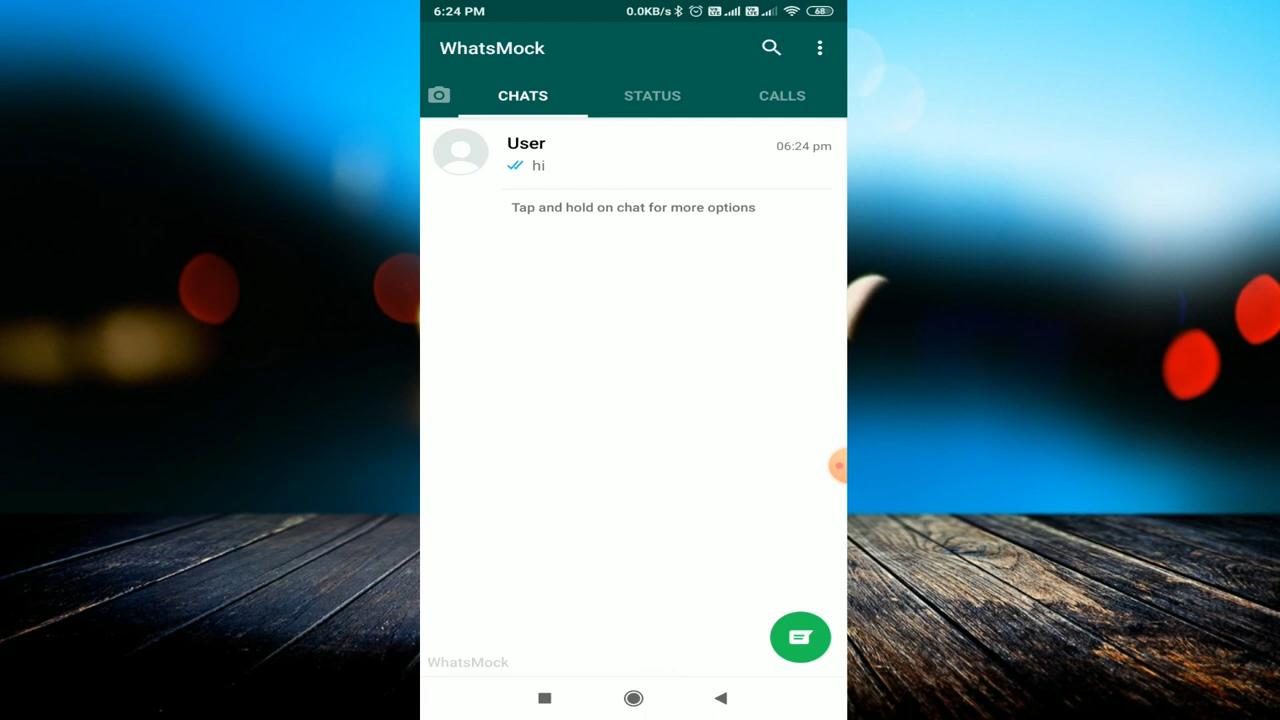 6:24 PM 0.0KB/s 68
WhatsMock
CHATS STATUS CALLS
User 06:24 pm
hi
Tap and hold on chat for more options
WhatsMock